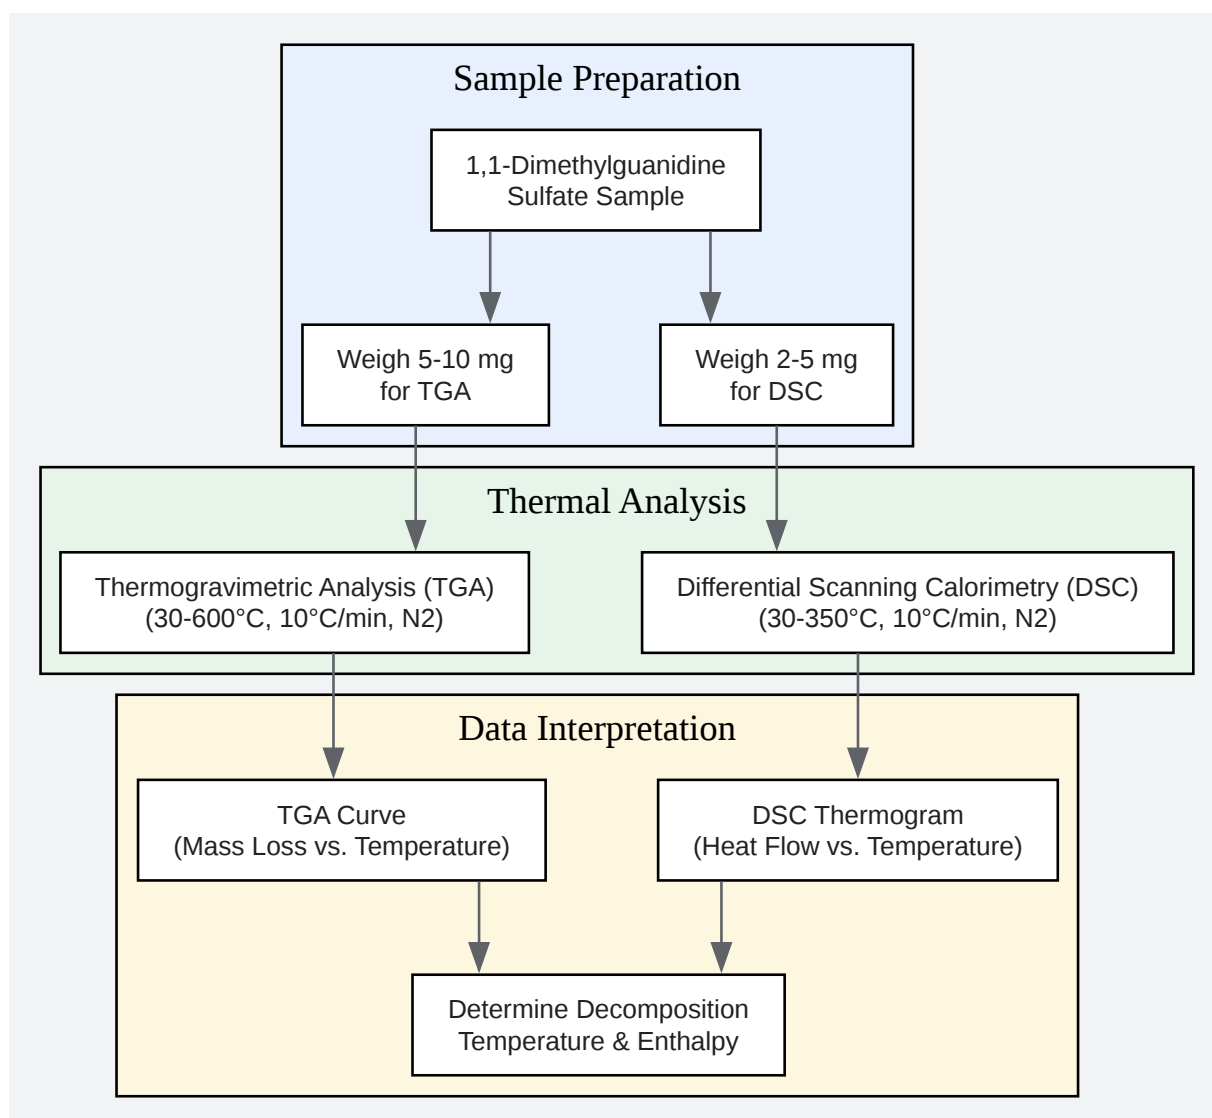 Sample Preparation
1,1-Dimethylguanidine
Sulfate Sample
Weigh 5-10 mg
for TGA
Weigh 2-5 mg
for DSC
Thermal Analysis
Thermogravimetric Analysis (TGA)
(30-600°C, 10°C/min, N2)
Differential Scanning Calorimetry (DSC)
(30-350°C, 10°C/min, N2)
Data Interpretation
TGA Curve
(Mass Loss vs. Temperature)
DSC Thermogram
(Heat Flow vs. Temperature)
Determine Decomposition
Temperature & Enthalpy